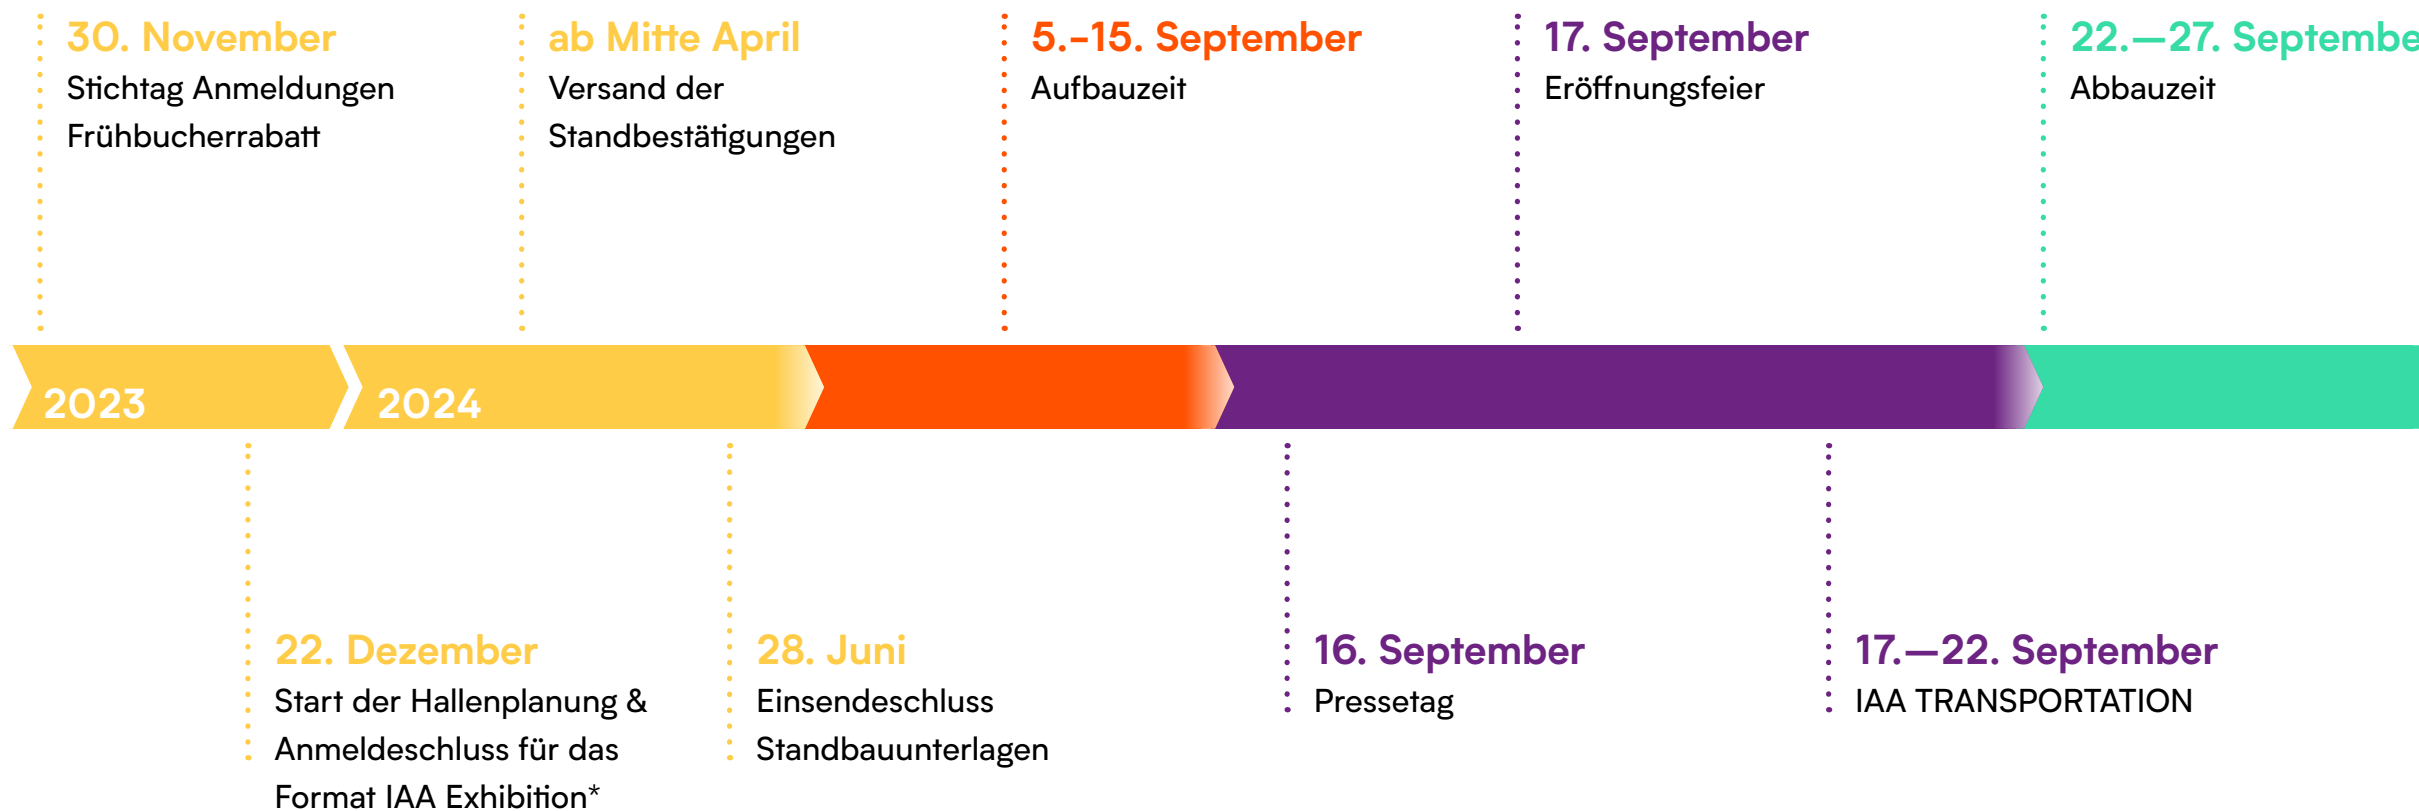 30. November
Stichtag Anmeldungen
Frühbucherrabatt
ab Mitte April
Versand der
Standbestätigungen
5.-15. September
Aufbauzeit
17. September
Eröffnungsfeier
22.—27. Septembe
Abbauzeit
2023
2024
22. Dezember
Start der Hallenplanung &
Anmeldeschluss für das
Format IAA Exhibition*
28. Juni
Einsendeschluss
Standbauunterlagen
16. September
Pressetag
17.—22. September
IAA TRANSPORTATION